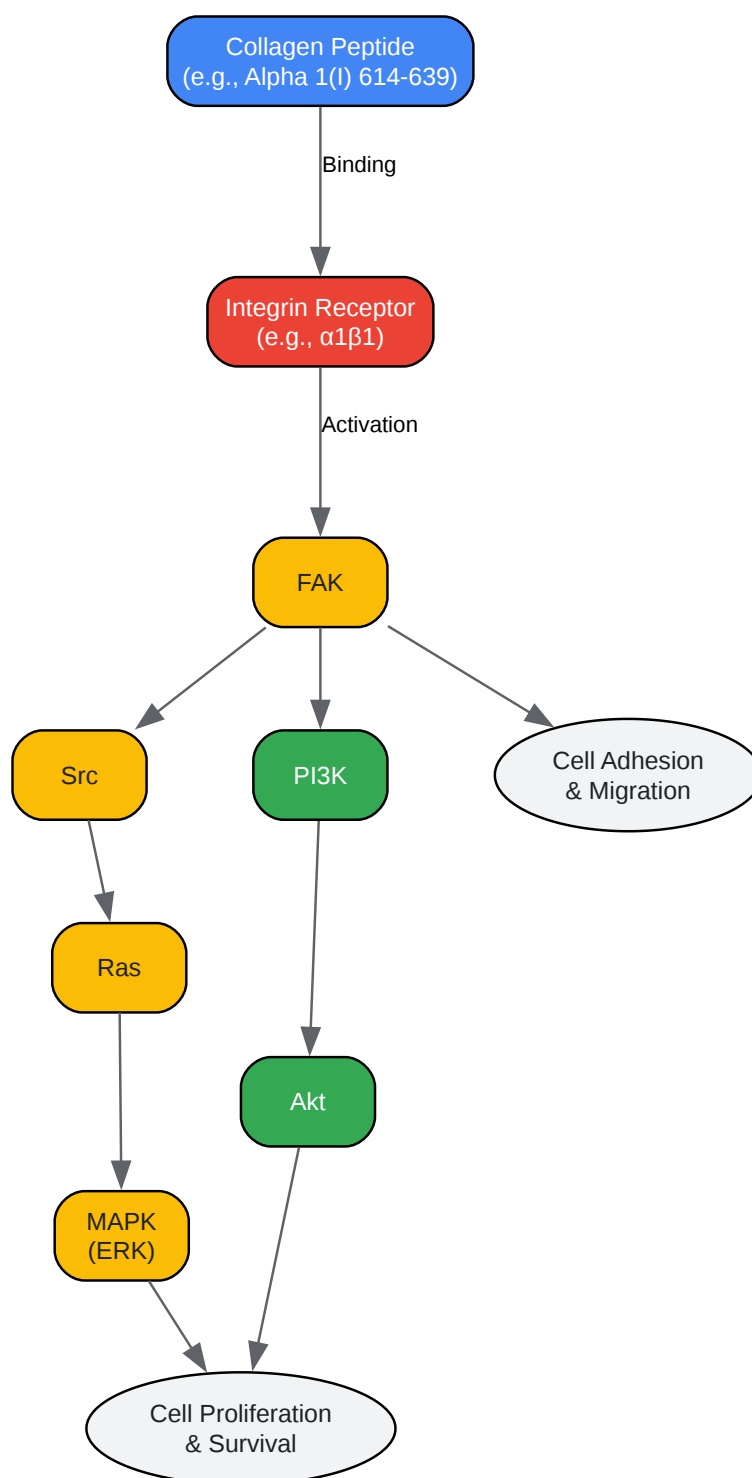 Collagen Peptide
(e.g., Alpha 1(I) 614-639)
Binding
Integrin Receptor
(e.g., α1β1)
Activation
FAK
Src
PI3K
Cell Adhesion
& Migration
Ras
Akt
MAPK
(ERK)
Cell Proliferation
& Survival